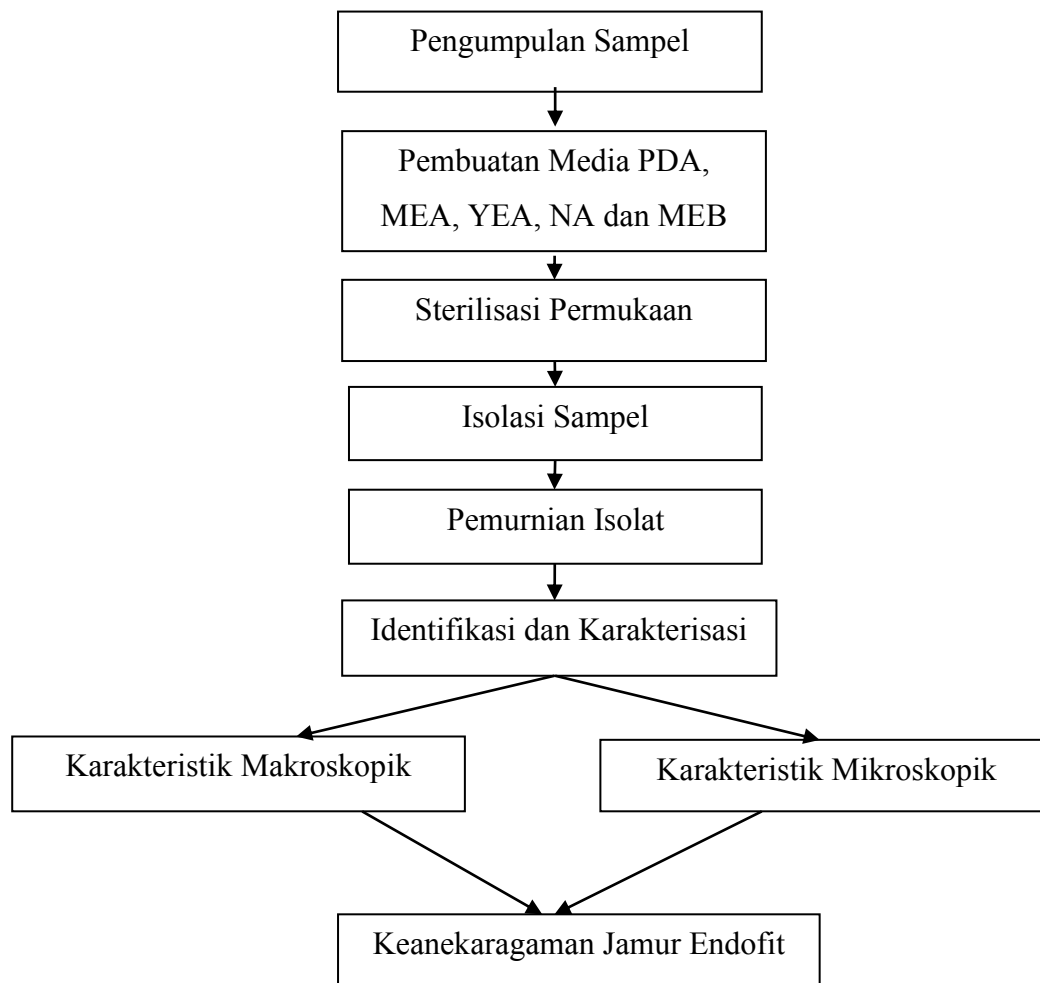 Pengumpulan Sampel
Pembuatan Media PDA,
MEA, YEA, NA dan MEB
Sterilisasi Permukaan
Isolasi Sampel
Pemurnian Isolat
Identifikasi dan Karakterisasi
Karakteristik Makroskopik
Karakteristik Mikroskopik
Keanekaragaman Jamur Endofit